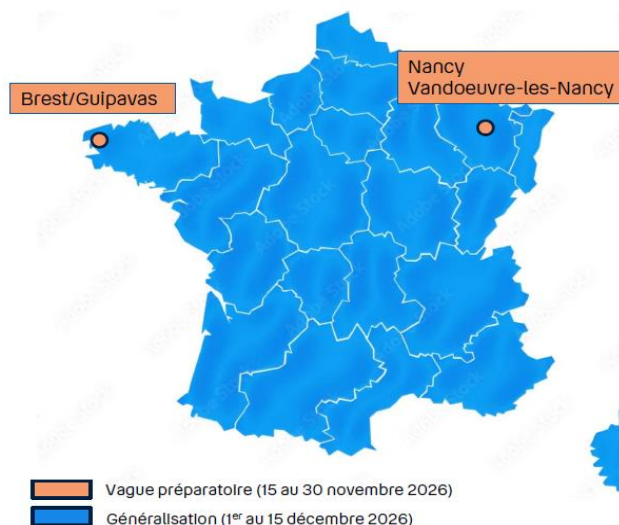 Brest/Guipavas
Nancy
Vandoeuvre-les-Nancy
Vague préparatoire (15 au 30 novembre 2026)
Généralisation (1er au 15 décembre 2026)